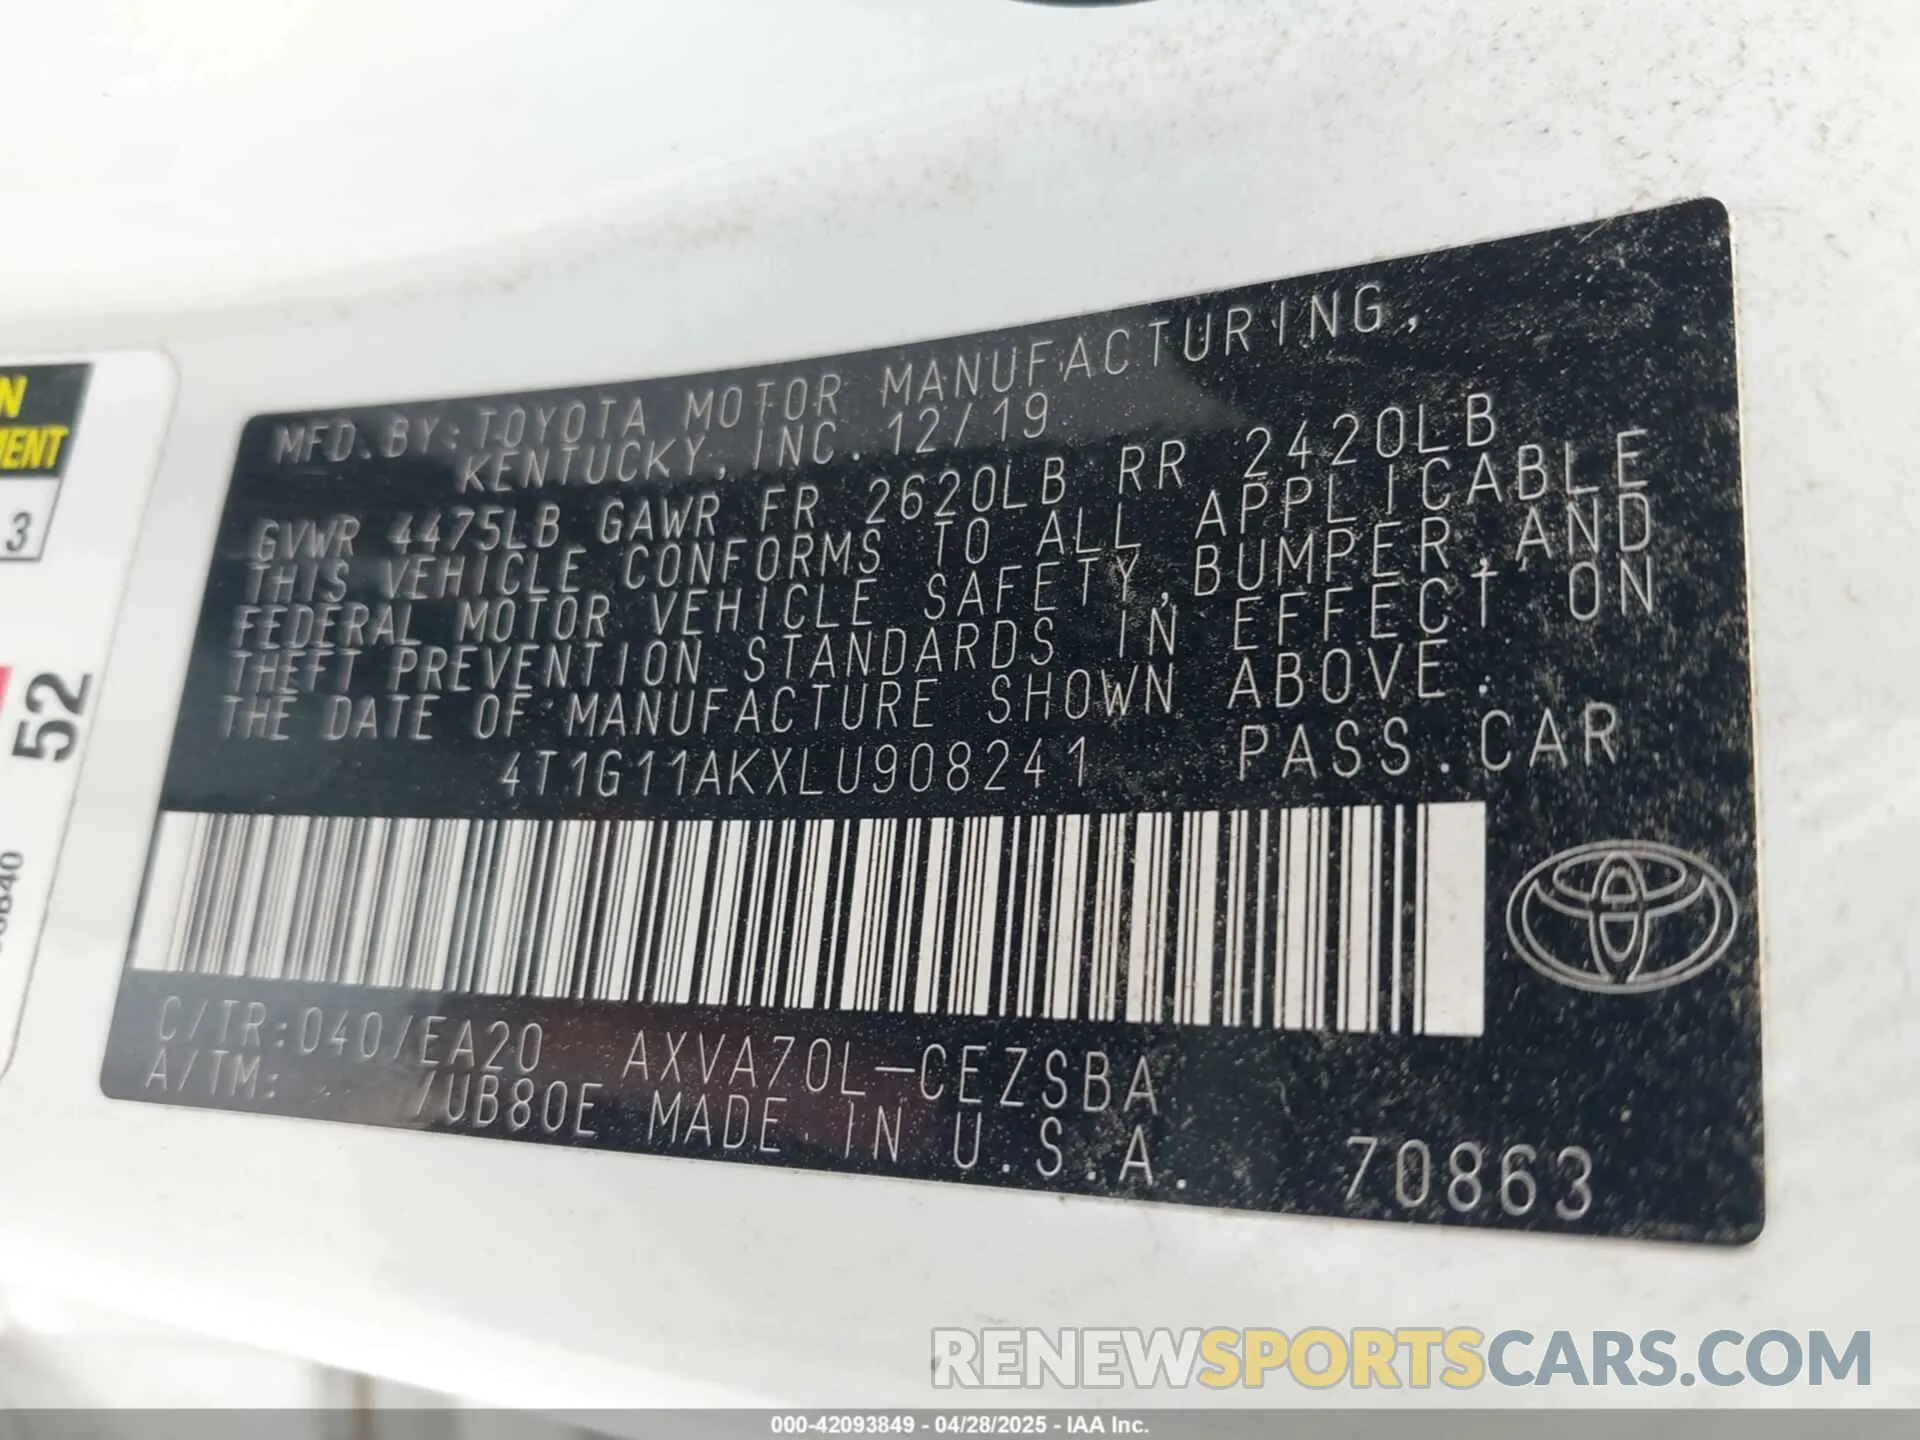 MFD. BY: TOYOTA MOTOR MANUFACTURING,
KENTUCKY, INC. 12/19
GVWR 4475LB GAWR FR 2620LB RR 2420LB
THIS VEHICLE CONFORMS TO ALL APPLICABLE
FEDERAL MOTOR VEHICLE SAFETY, BUMPER, AND
THEFT PREVENTION STANDARDS IN EFFECT ON
THE DATE OF MANUFACTURE SHOWN ABOVE.
4T1G11AKXLU908241 PASS.CAR
C/TR:040/EA20 AXVA70L-CEZSBA
A/TM: /UB80E MADE IN U.S.A.
70863
MENT
3
52
RENEWSPORTSCARS.COM
000-42093849 - 04/28/2025 - IAA Inc.